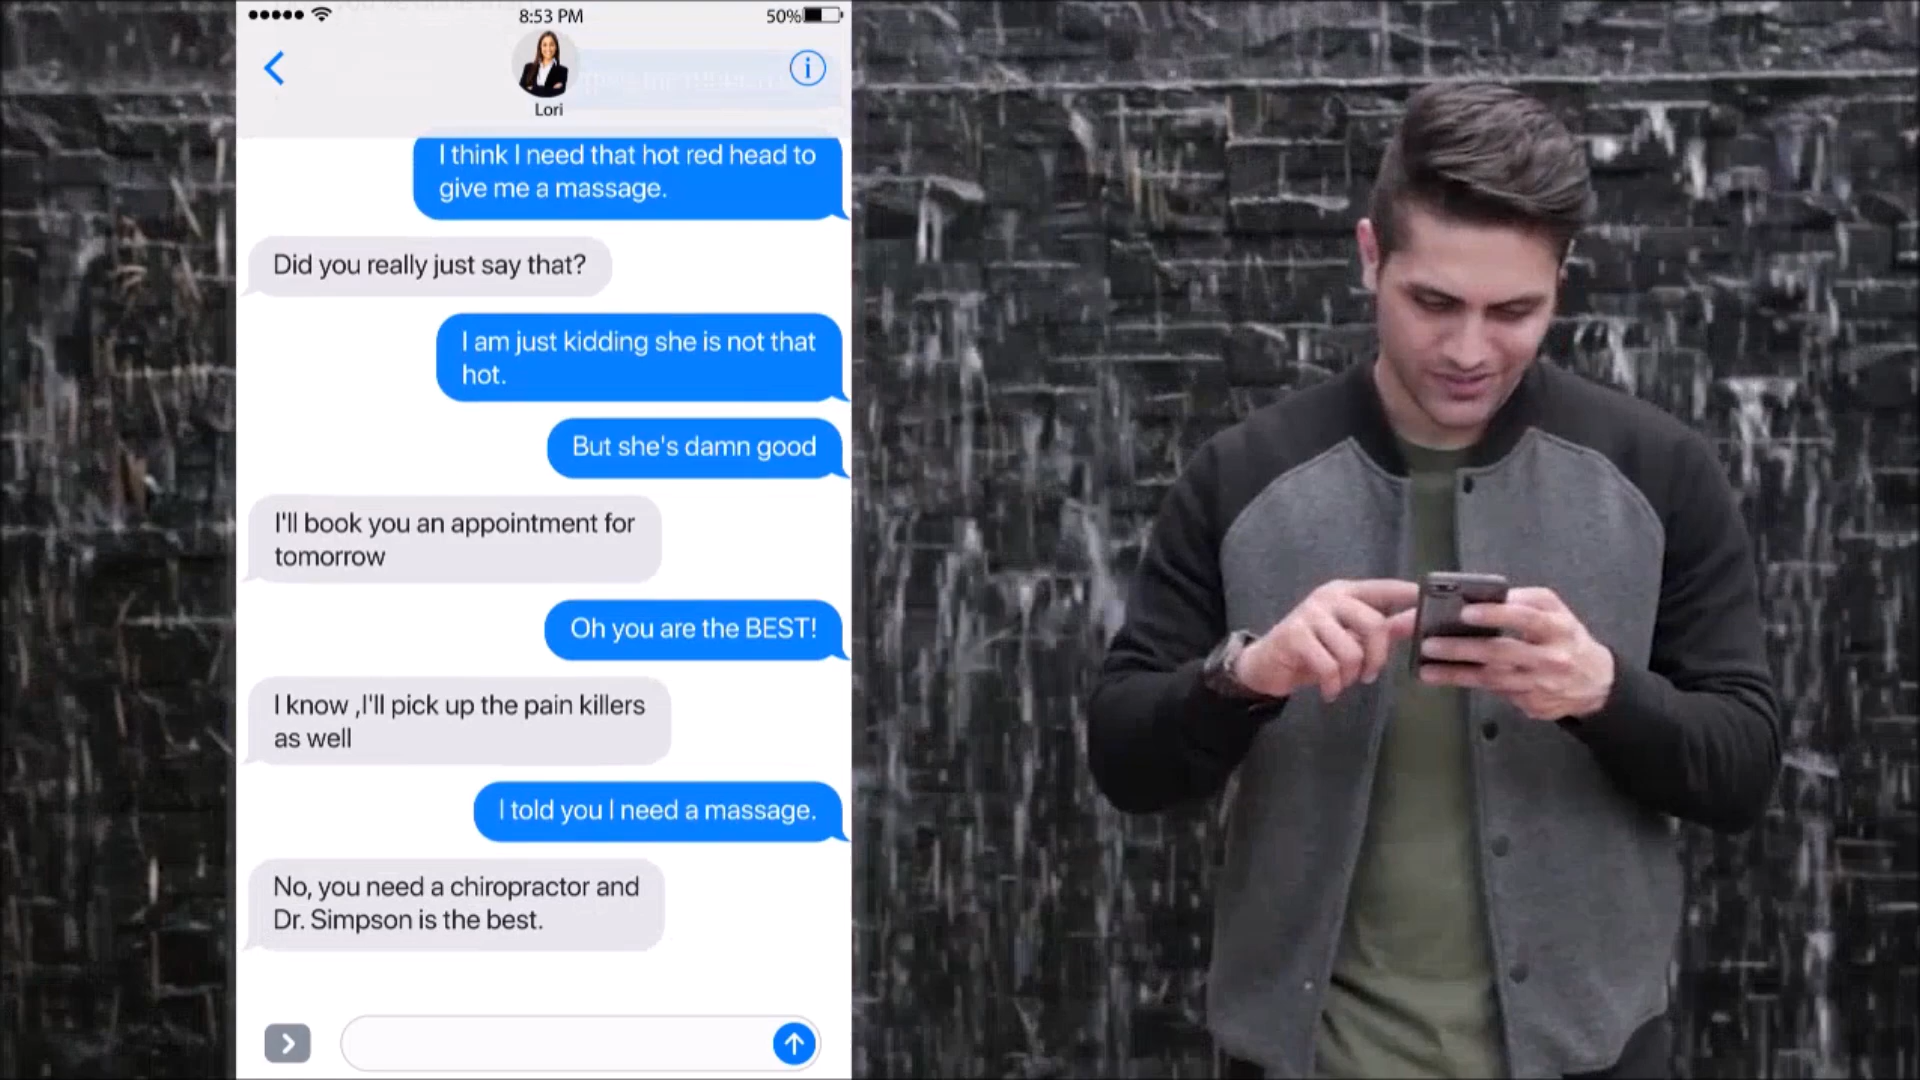 8:53 PM
50%
Lori
I think I need that hot red head to
give me a massage.
Did you really just say that?
I am just kidding she is not that
hot.
But she's damn good
I'll book you an appointment for
tomorrow
Oh you are the BEST!
I know ,I'll pick up the pain killers
as well
I told you I need a massage.
No, you need a chiropractor and
Dr. Simpson is the best.